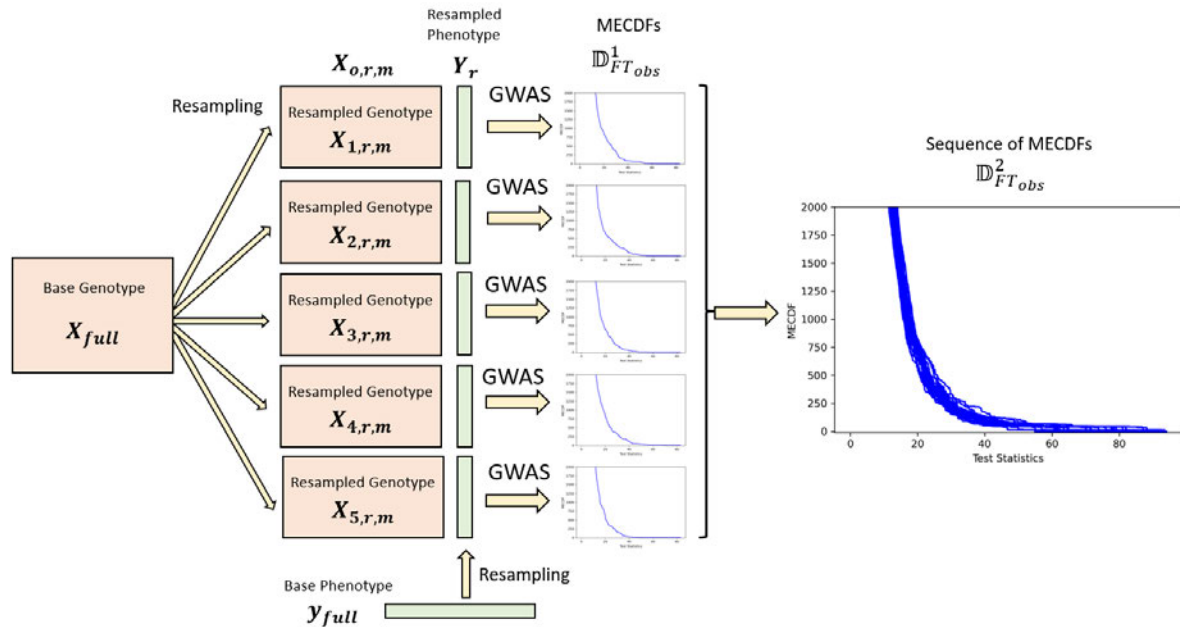 Resampled
Phenotype
MECDFs
X_{o,r,m}
Y_r
𝔻^1_{FT_{obs}}
Resampling
Resampled Genotype
X_{1,r,m}
GWAS
Resampled Genotype
X_{2,r,m}
GWAS
Base Genotype
X_{full}
Resampled Genotype
X_{3,r,m}
GWAS
Resampled Genotype
X_{4,r,m}
GWAS
Resampled Genotype
X_{5,r,m}
GWAS
Resampling
Base Phenotype
y_{full}
Sequence of MECDFs
𝔻^2_{FT_{obs}}
2000
1750
1500
1250
1000
750
500
250
0
MECDF
0 20 40 60 80
Test Statistics